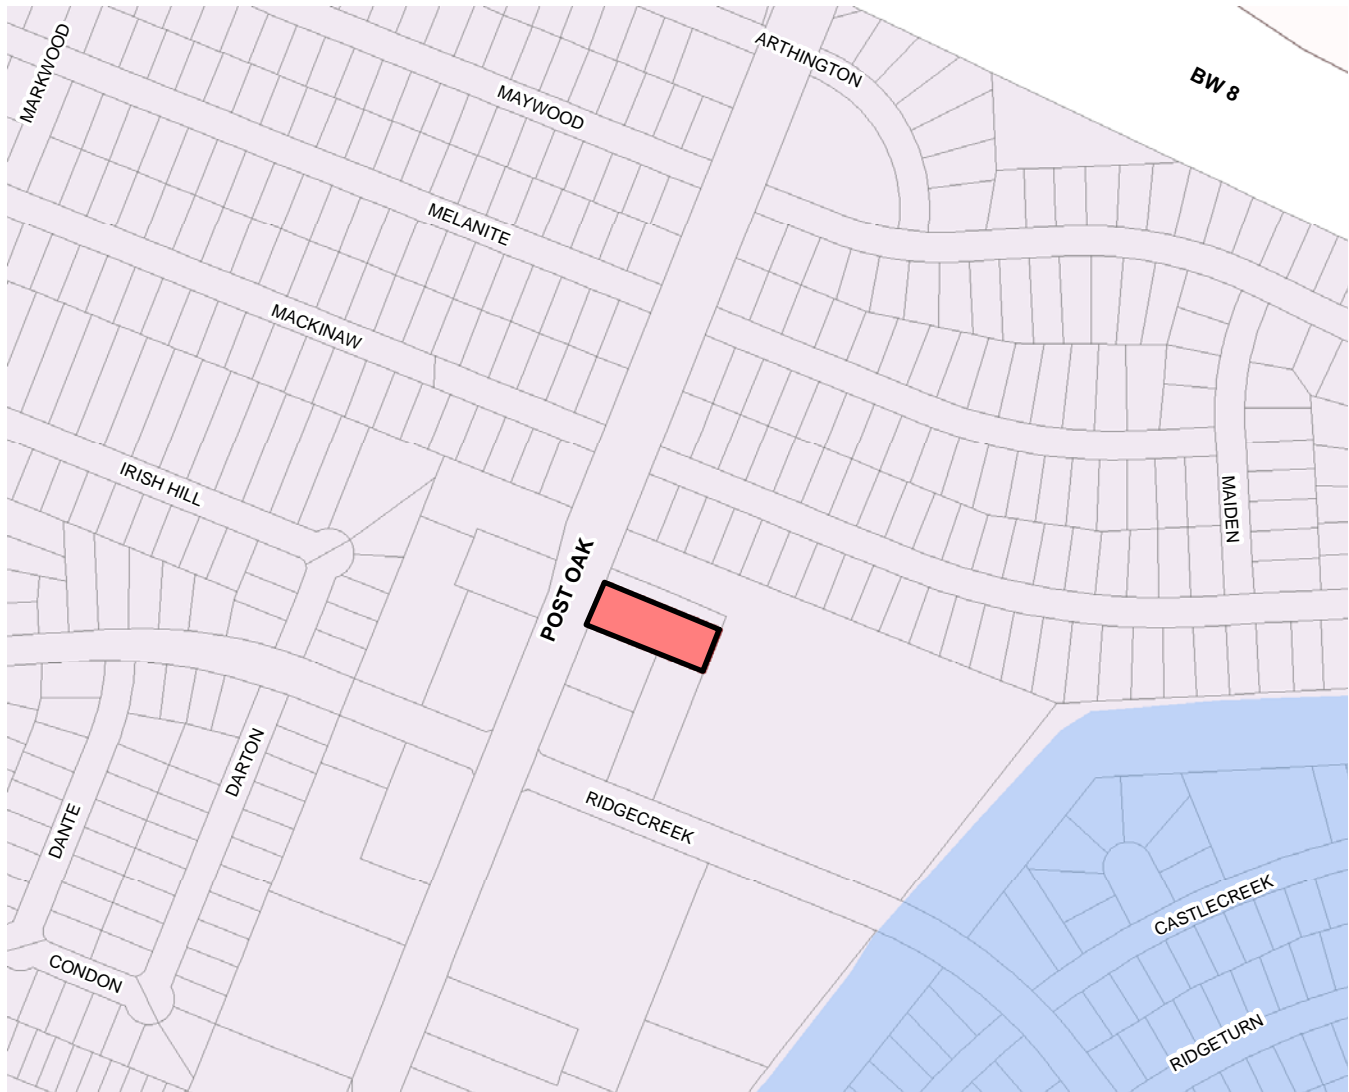 MARKWOOD
ARTHINGTON
BW 8
MAYWOOD
MELANITE
MACKINAW
IRISH HILL
MAIDEN
POST OAK
DARTON
DANTE
RIDGECREEK
CASTLECREEK
CONDON
RIDGETURN